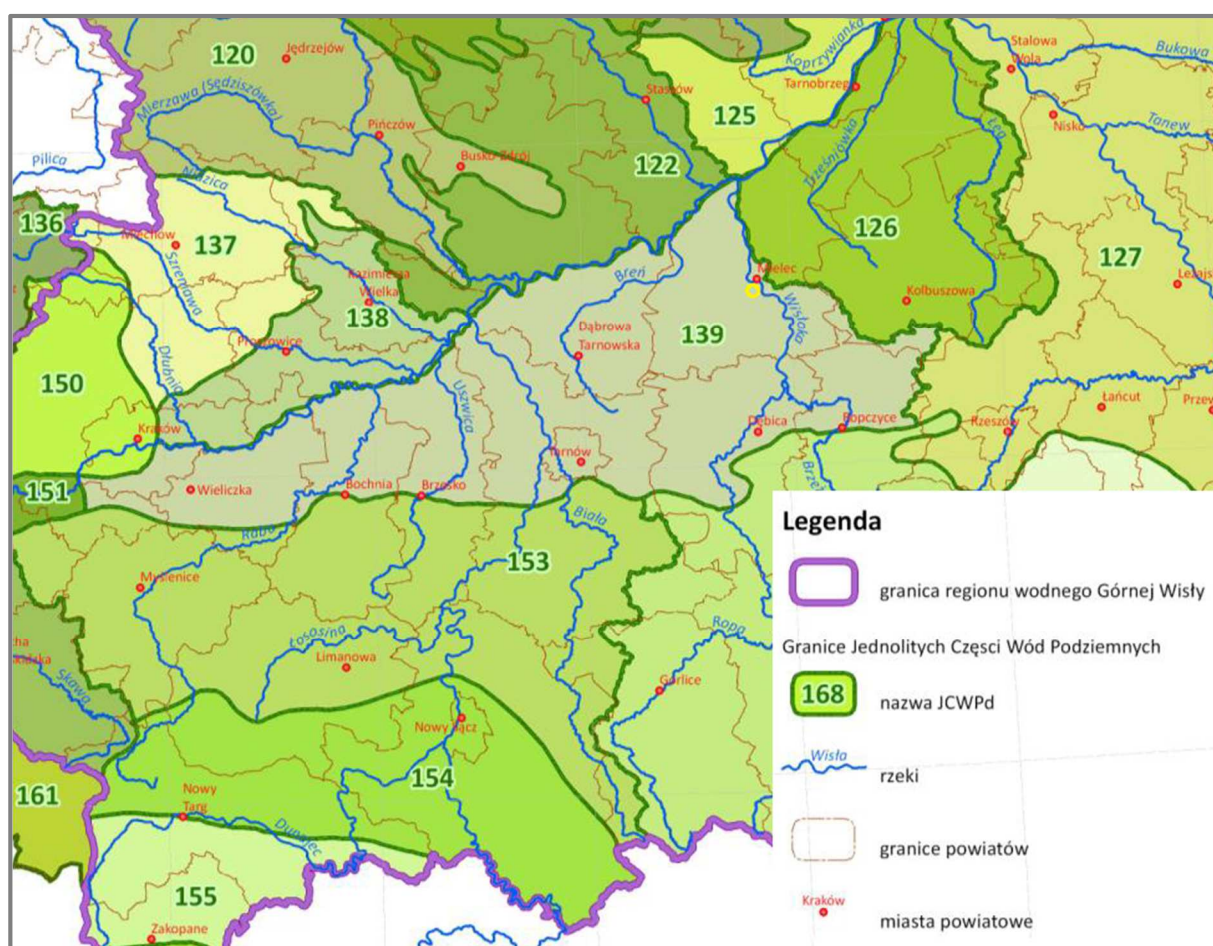 120
Jędrzejów
Koprzywianka
Stalowa
Wola
Bukowa
Tarnobrzeg
Mierzawa (Sędziszówka)
Staszów
125
Nisko
Pilica
Pińczów
Busko-Zdrój
122
Trześniówka
Łęg
Tanew
Nidzica
136
Miechów
137
126
127
Szreniawa
Kazimierza
Wielka
Breń
Mielec
Kolbuszowa
Leżajs
138
Dąbrowa
Tarnowska
139
Wisłoka
Proszowice
150
Dłubnia
Uszwica
Łańcut
Przew
Kraków
Dębica
Ropczyce
Rzeszów
Tarnów
151
Wieliczka
Bochnia
Brzesko
Raba
Biała
153
Myślenice
Łososina
Limanowa
Ropa
Skawa
Gorlice
Nowy Sącz
154
161
Nowy
Targ
Dunajec
155
Zakopane
Legenda
granica regionu wodnego Górnej Wisły
Granice Jednolitych Częsci Wód Podziemnych
168
nazwa JCWPd
Wisła
rzeki
granice powiatów
Kraków
miasta powiatowe